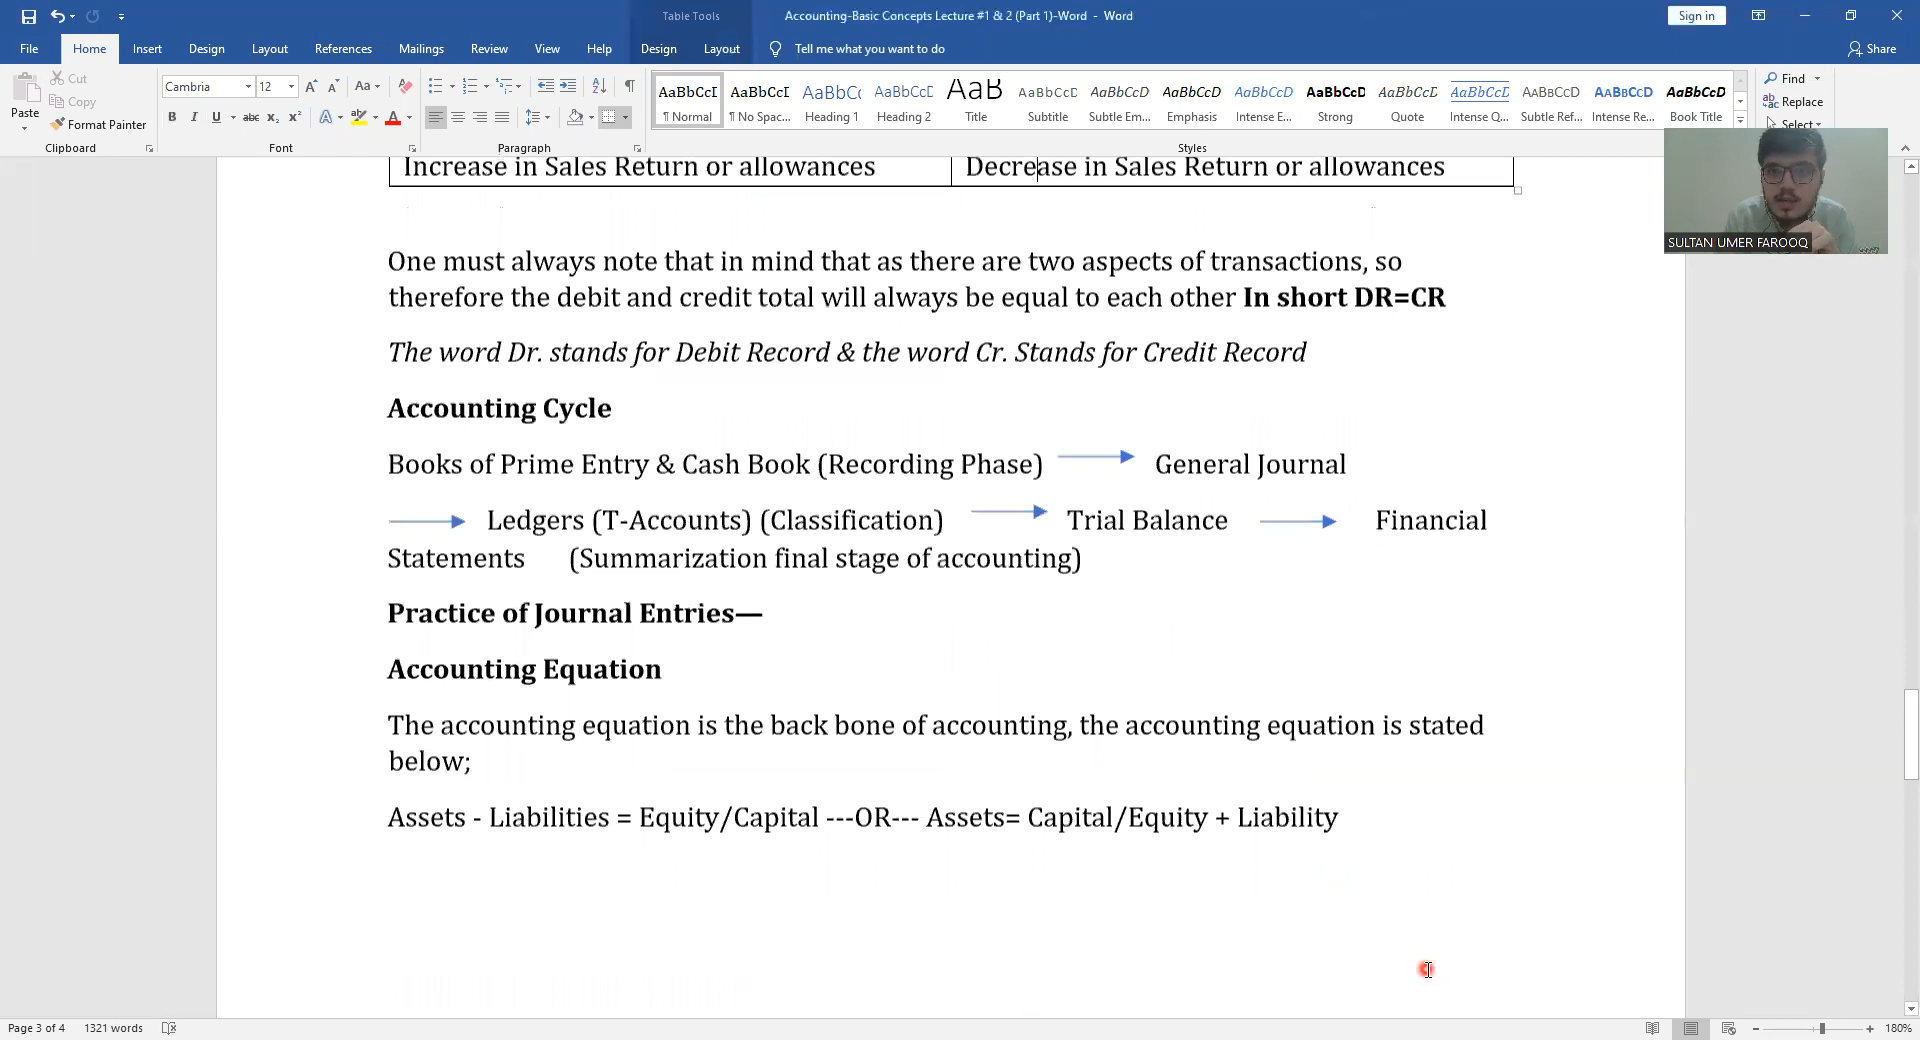 Table Tools
Accounting-Basic Concepts Lecture #1 & 2 (Part 1)-Word - Word
Sign in
File Home Insert Design Layout References Mailings Review View Help Design Layout Tell me what you want to do Share
Paste
Cut
Copy
Format Painter
Clipboard
Cambria 12
Font
Paragraph
AaBbCcI AaBbCcI AaBbCc AaBbCcD AaB AaBbCcD AaBbCcD AaBbCcD AaBbCcD AaBbCcD AaBbCcD AaBbCcD AaBbCcD AaBbCcD AaBbCcD
¶ Normal ¶ No Spac... Heading 1 Heading 2 Title Subtitle Subtle Em... Emphasis Intense E... Strong Quote Intense Q... Subtle Ref... Intense Re... Book Title
Styles
Find
Replace
Select
SULTAN UMER FAROOQ
Increase in Sales Return or allowances Decrease in Sales Return or allowances
One must always note that in mind that as there are two aspects of transactions, so
therefore the debit and credit total will always be equal to each other In short DR=CR
The word Dr. stands for Debit Record & the word Cr. Stands for Credit Record
Accounting Cycle
Books of Prime Entry & Cash Book (Recording Phase) General Journal
Ledgers (T-Accounts) (Classification) Trial Balance Financial
Statements (Summarization final stage of accounting)
Practice of Journal Entries—
Accounting Equation
The accounting equation is the back bone of accounting, the accounting equation is stated
below;
Assets - Liabilities = Equity/Capital ---OR--- Assets= Capital/Equity + Liability
Page 3 of 4 1321 words 180%